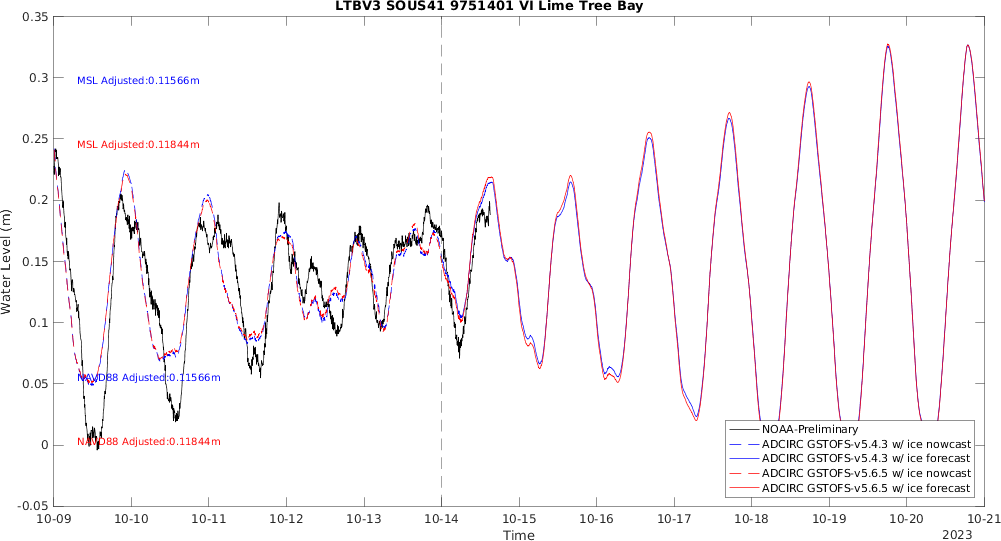 LTBV3 SOUS41 9751401 VI Lime Tree Bay
0.35
0.3
0.25
0.2
0.15
0.1
0.05
0
-0.05
Water Level (m)
MSL Adjusted:0.11566m
MSL Adjusted:0.11844m
NAVD88 Adjusted:0.11566m
NAVD88 Adjusted:0.11844m
NOAA-Preliminary
ADCIRC GSTOFS-v5.4.3 w/ ice nowcast
ADCIRC GSTOFS-v5.4.3 w/ ice forecast
ADCIRC GSTOFS-v5.6.5 w/ ice nowcast
ADCIRC GSTOFS-v5.6.5 w/ ice forecast
10-09 10-10 10-11 10-12 10-13 10-14 10-15 10-16 10-17 10-18 10-19 10-20 10-21
Time
2023